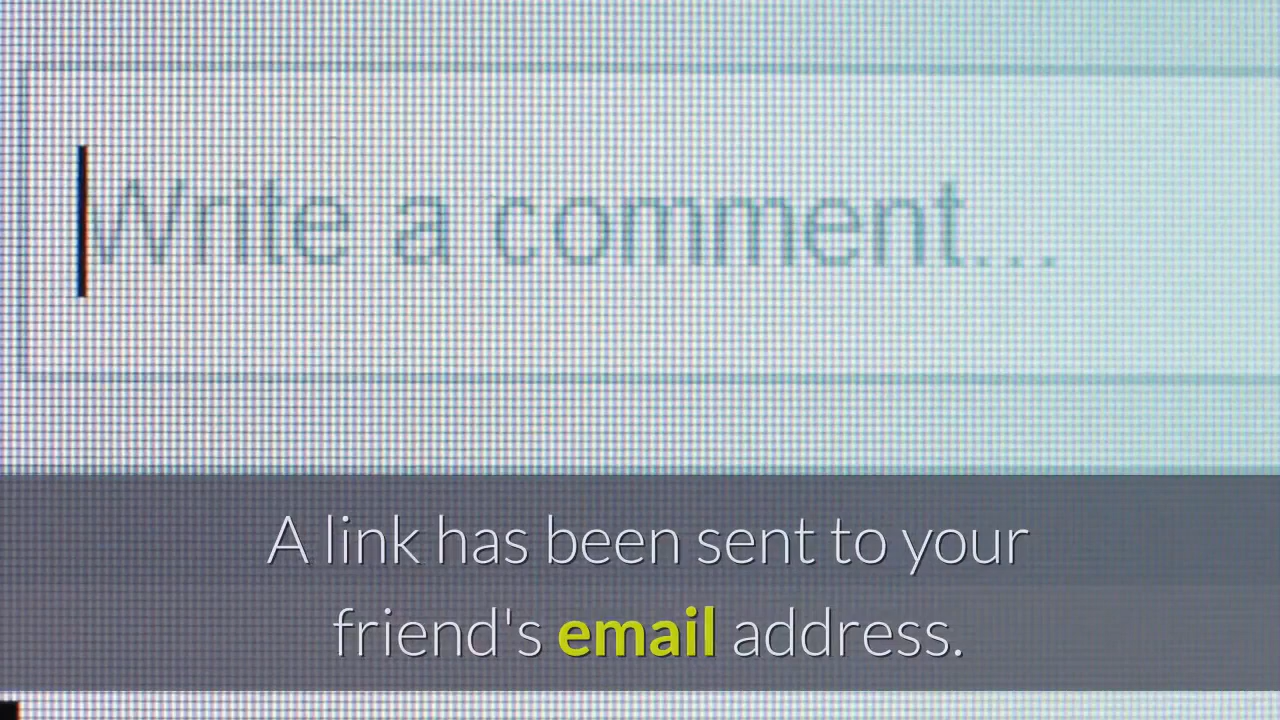 Write a comment...
A link has been sent to your
friend's email address.